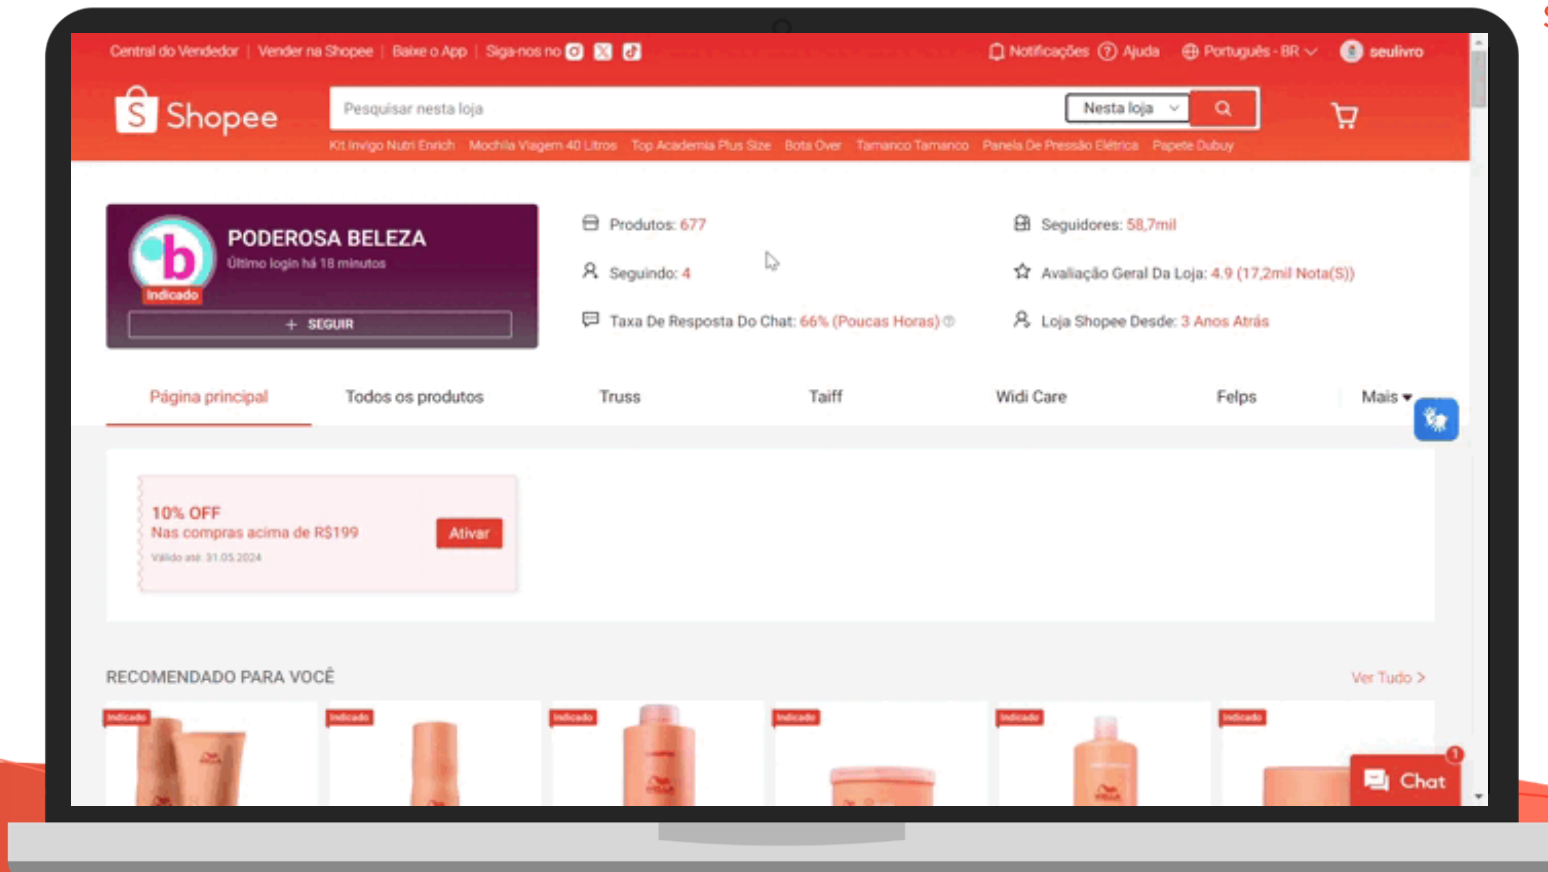 Central do Vendedor | Vender na Shopee | Baixe o App | Siga-nos no
Notificações
Ajuda
Português - BR
seulivro
Shopee
Pesquisar nesta loja
Nesta loja
Kit Invigo Nutri Enrich Mochila Viagem 40 Litros Top Academia Plus Size Bota Over Tamanco Tamanco Panela De Pressão Elétrica Papete Dubuy
b
Indicado
PODEROSA BELEZA
Último login há 18 minutos
+ SEGUIR
Produtos: 677
Seguidores: 58,7mil
Seguindo: 4
Avaliação Geral Da Loja: 4.9 (17,2mil Nota(S))
Taxa De Resposta Do Chat: 66% (Poucas Horas)
Loja Shopee Desde: 3 Anos Atrás
Página principal
Todos os produtos
Truss
Taiff
Widi Care
Felps
Mais
10% OFF
Nas compras acima de R$199
Válido até: 31.05.2024
Ativar
RECOMENDADO PARA VOCÊ
Ver Tudo >
Indicado
Indicado
Indicado
Indicado
Indicado
Indicado
WELLA
WELLA
WELLA
1
Chat